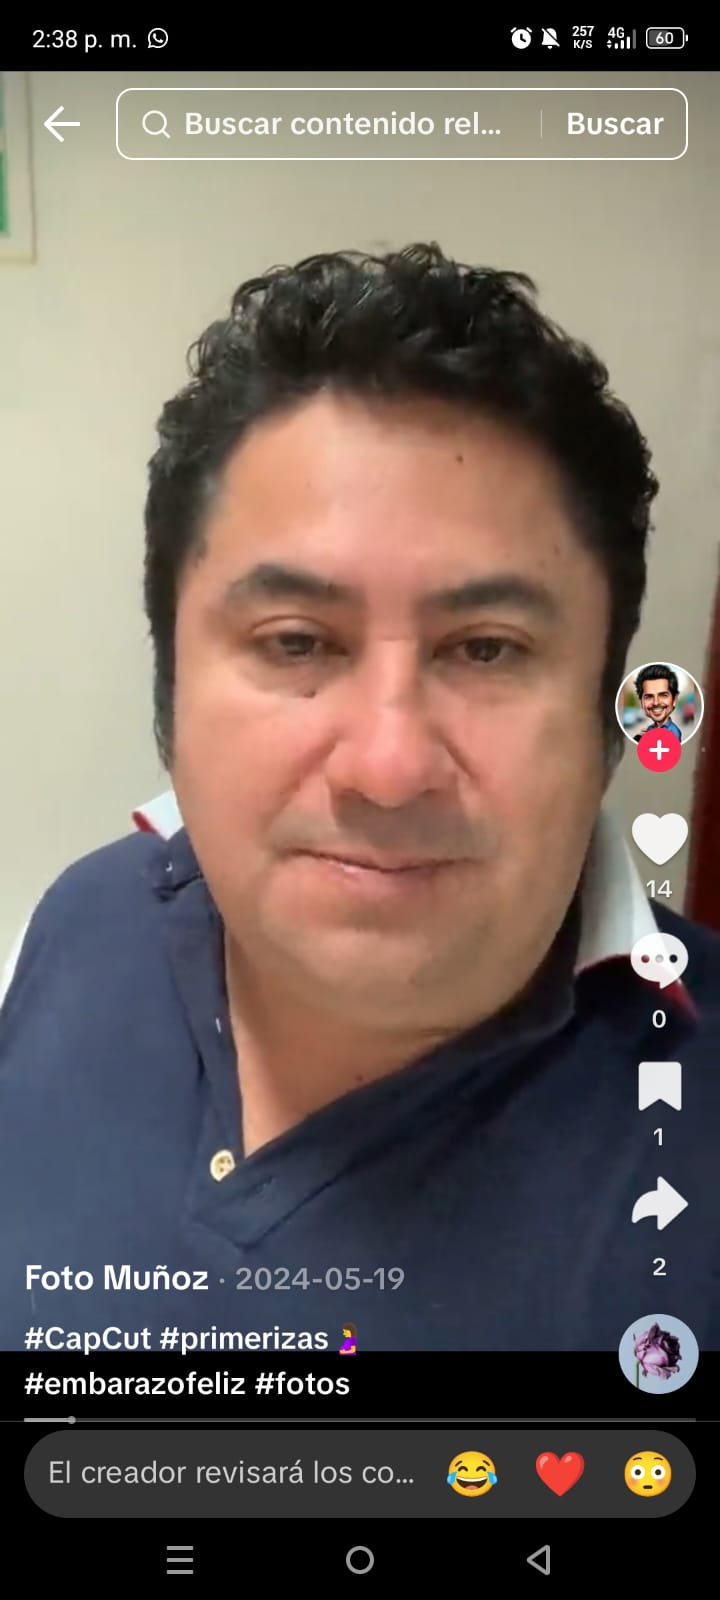 2:38 p. m.
257
K/S
4G
60
Buscar contenido rel...
Buscar
14
0
1
2
Foto Muñoz · 2024-05-19
#CapCut #primerizas🤰
#embarazofeliz #fotos
El creador revisará los co... 😂 ❤️ 😳